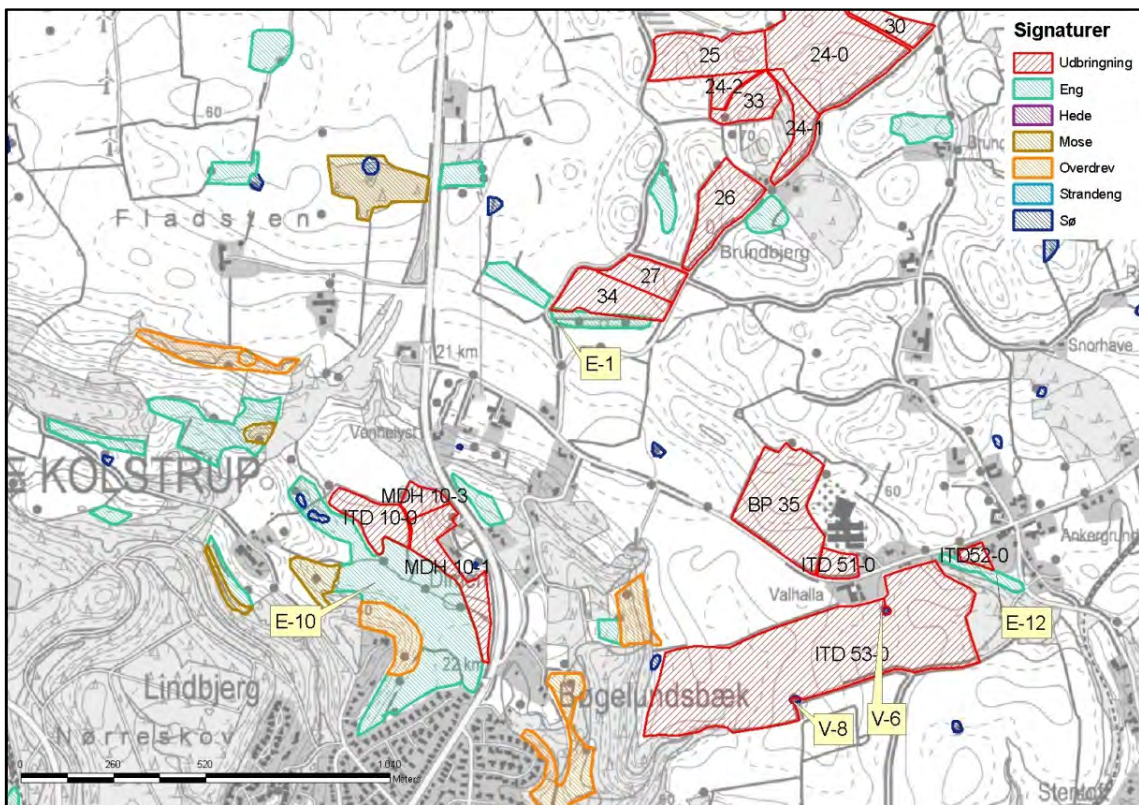 Signaturer
Udbringning
Eng
Hede
Mose
Overdrev
Strandeng
Sø
30
25
24-0
24-2
33
24-1
60
70
26
Brundbjerg
Fladsten
27
34
E-1
21 km
Snorhave
Vennelyst
KOLSTRUP
MDH 10-3
ITD 10-0
MDH 10-1
BP 35
60
ITD 51-0
ITD52-0
Ankergrund
Valhalla
E-10
E-12
ITD 53-0
22 km
Lindbjerg
Bøgelundsbæk
V-8
V-6
Nørreskov
0 260 520 1.040
Meters